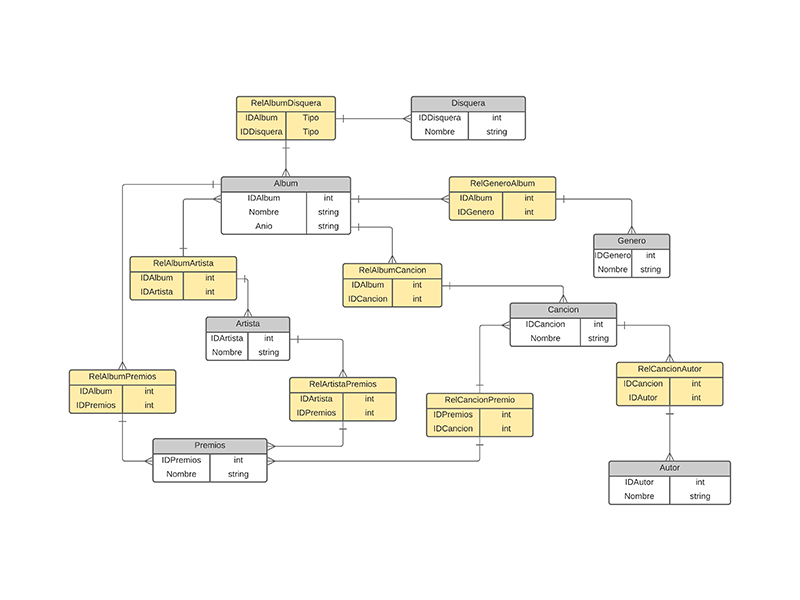 RelAlbumDisquera
IDAlbum Tipo
IDDisquera Tipo
Disquera
IDDisquera int
Nombre string
Album
IDAlbum int
Nombre string
Anio string
RelGeneroAlbum
IDAlbum int
IDGenero int
Genero
IDGenero int
Nombre string
RelAlbumArtista
IDAlbum int
IDArtista int
RelAlbumCancion
IDAlbum int
IDCancion int
Artista
IDArtista int
Nombre string
Cancion
IDCancion int
Nombre string
RelAlbumPremios
IDAlbum int
IDPremios int
RelArtistaPremios
IDArtista int
IDPremios int
RelCancionPremio
IDPremios int
IDCancion int
RelCancionAutor
IDCancion int
IDAutor int
Premios
IDPremios int
Nombre string
Autor
IDAutor int
Nombre string